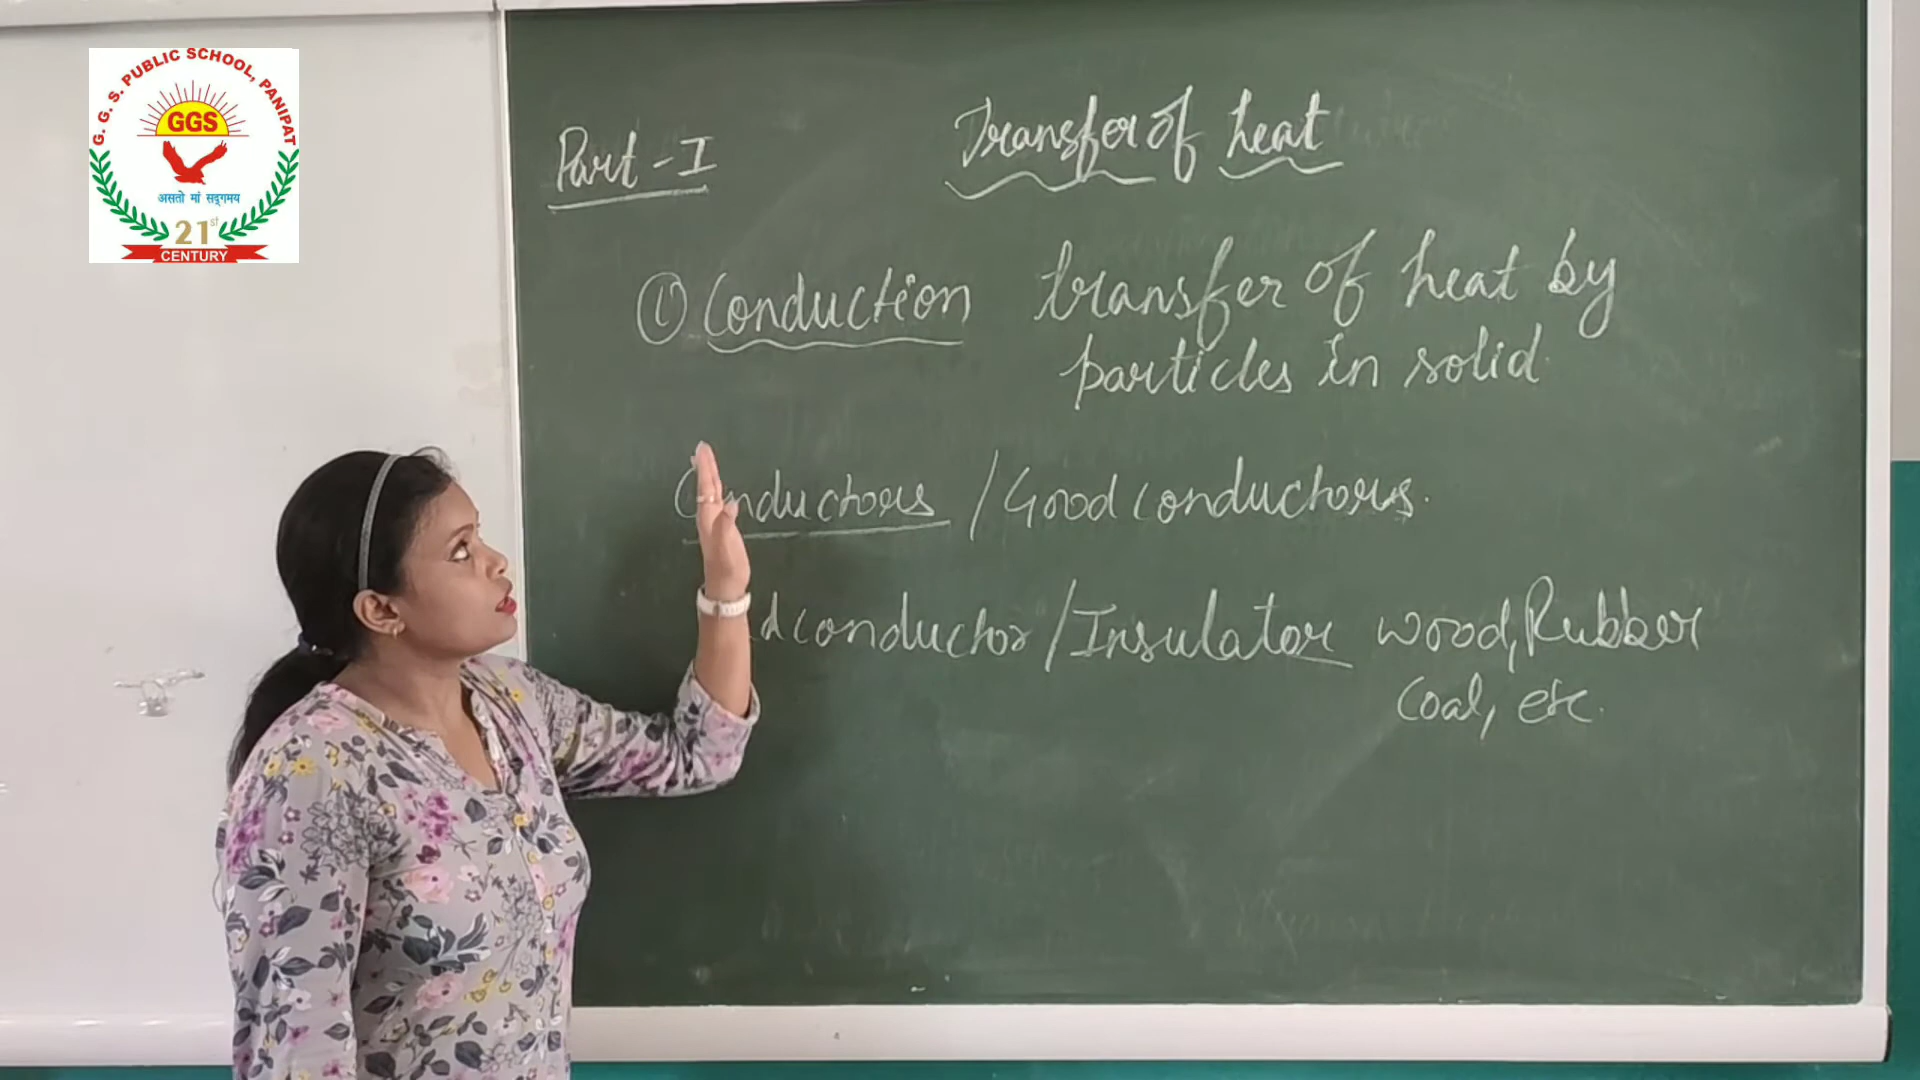 G. G. S. PUBLIC SCHOOL, PANIPAT
GGS
असतो मां सद्गमय
21st
CENTURY
Part - I
Transfer of heat
① Conduction transfer of heat by
particles in solid.
Conductors / Good conductors.
conductor / Insulator wood, Rubber
Coal, etc.